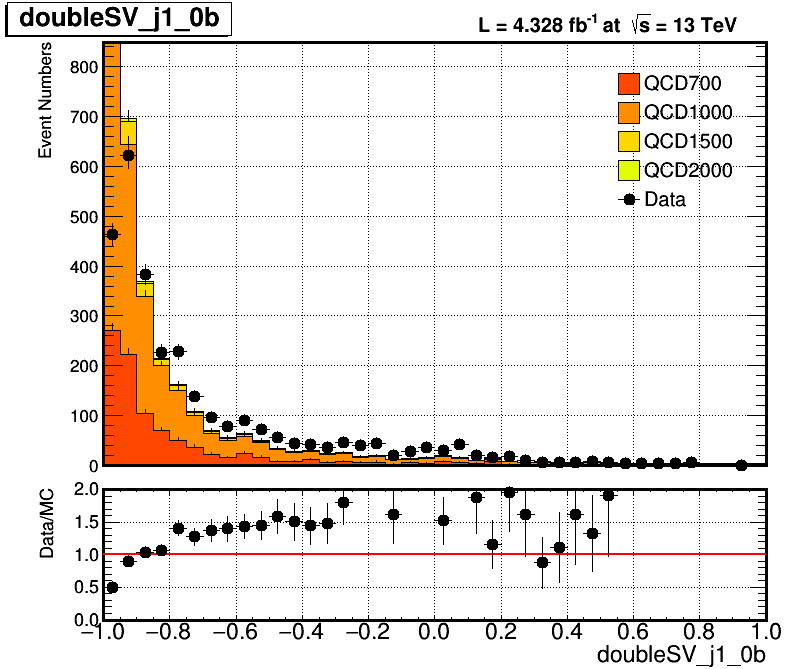 doubleSV_j1_0b
L = 4.328 fb⁻¹ at √s = 13 TeV
Event Numbers
800
700
600
500
400
300
200
100
0
QCD700
QCD1000
QCD1500
QCD2000
Data
Data/MC
2.0
1.5
1.0
0.5
0.0
−1.0 −0.8 −0.6 −0.4 −0.2 0.0 0.2 0.4 0.6 0.8 1.0
doubleSV_j1_0b